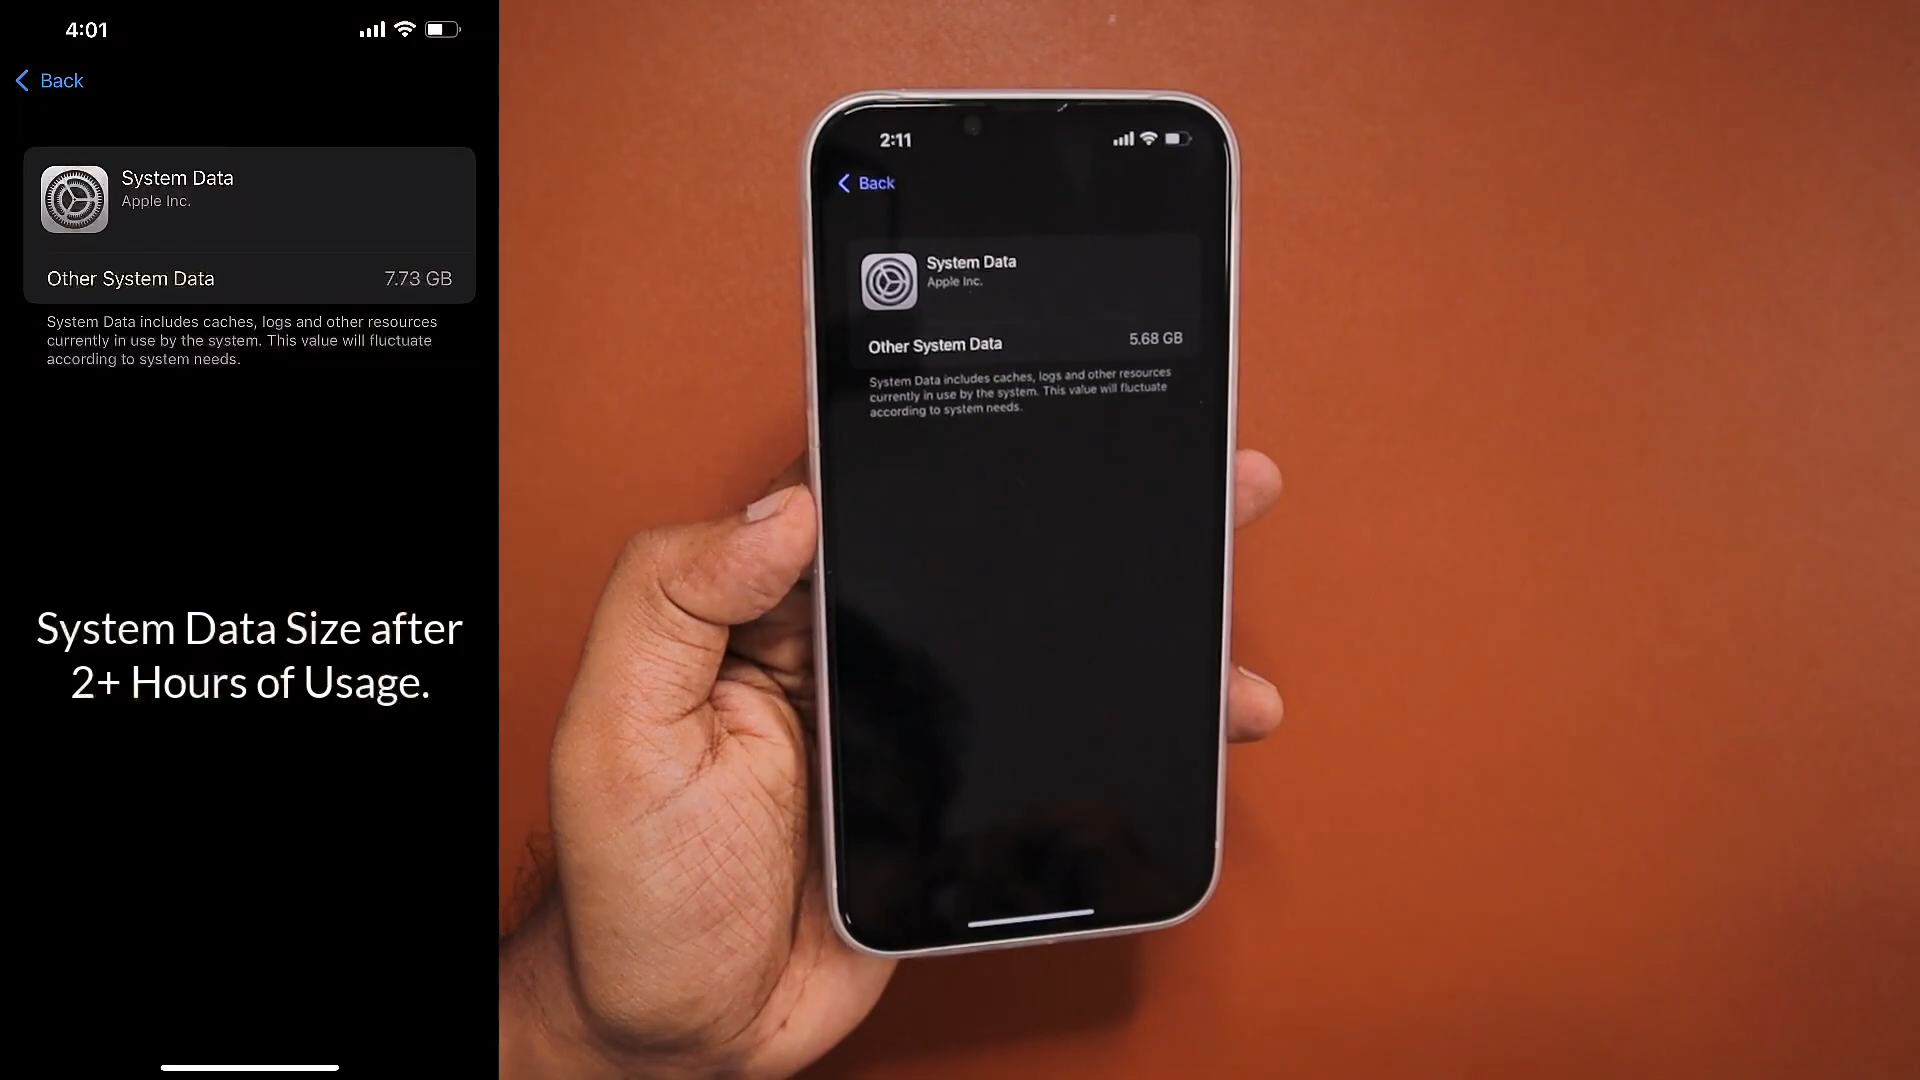 4:01
Back
System Data
Apple Inc.
Other System Data 7.73 GB
System Data includes caches, logs and other resources
currently in use by the system. This value will fluctuate
according to system needs.
System Data Size after
2+ Hours of Usage.
2:11
Back
System Data
Apple Inc.
Other System Data 5.68 GB
System Data includes caches, logs and other resources
currently in use by the system. This value will fluctuate
according to system needs.